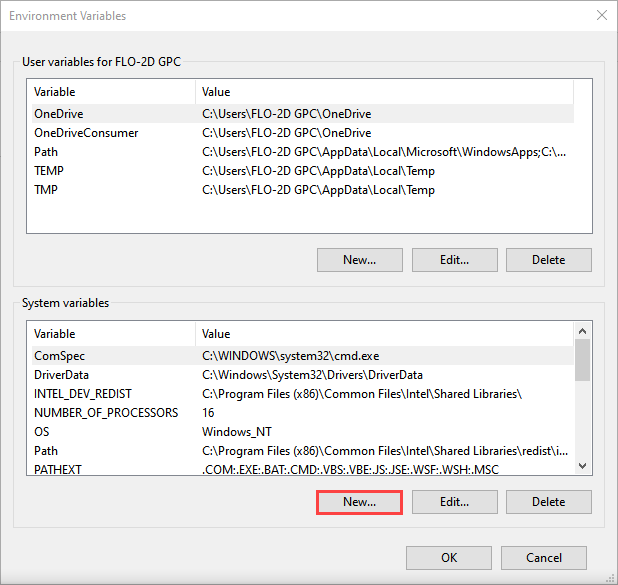 Environment Variables
User variables for FLO-2D GPC
Variable Value
OneDrive C:\Users\FLO-2D GPC\OneDrive
OneDriveConsumer C:\Users\FLO-2D GPC\OneDrive
Path C:\Users\FLO-2D GPC\AppData\Local\Microsoft\WindowsApps;C:\...
TEMP C:\Users\FLO-2D GPC\AppData\Local\Temp
TMP C:\Users\FLO-2D GPC\AppData\Local\Temp
New... Edit... Delete
System variables
Variable Value
ComSpec C:\WINDOWS\system32\cmd.exe
DriverData C:\Windows\System32\Drivers\DriverData
INTEL_DEV_REDIST C:\Program Files (x86)\Common Files\Intel\Shared Libraries\
NUMBER_OF_PROCESSORS 16
OS Windows_NT
Path C:\Program Files (x86)\Common Files\Intel\Shared Libraries\redist\i...
PATHEXT .COM;.EXE;.BAT;.CMD;.VBS;.VBE;.JS;.JSE;.WSF;.WSH;.MSC
New... Edit... Delete
OK Cancel